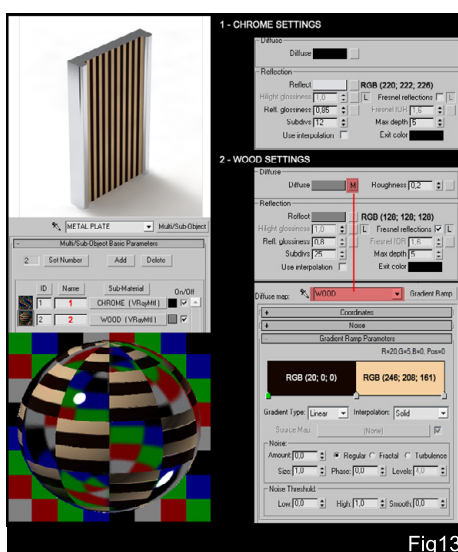 1 - CHROME SETTINGS
Diffuse
Diffuse
Reflection
Reflect RGB (220; 222; 226)
Hilight glossiness 1,0 L Fresnel reflections L
Refl. glossiness 0,85 Fresnel IOR 1,6
Subdivs 12 Max depth 5
Use interpolation Exit color
2 - WOOD SETTINGS
Diffuse
Diffuse M Roughness 0,2
Reflection
Reflect RGB (128; 128; 128)
Hilight glossiness 1,0 L Fresnel reflections L
Refl. glossiness 0,8 Fresnel IOR 1,6
Subdivs 25 Max depth 5
Use interpolation Exit color
METAL PLATE Multi/Sub-Object
- Multi/Sub-Object Basic Parameters
2 Set Number Add Delete
ID Name Sub-Material On/Off
1 1 CHROME ( VRayMtl )
2 2 WOOD ( VRayMtl )
Diffuse map: WOOD Gradient Ramp
+ Coordinates
+ Noise
- Gradient Ramp Parameters
R=20,G=5,B=0, Pos=0
RGB (20; 0; 0) RGB (246; 208; 161)
Gradient Type: Linear Interpolation: Solid
Source Map: (None)
Noise:
Amount: 0,0 Regular Fractal Turbulence
Size: 1,0 Phase: 0,0 Levels: 4,0
Noise Threshold:
Low: 0,0 High: 1,0 Smooth: 0,0
Fig13